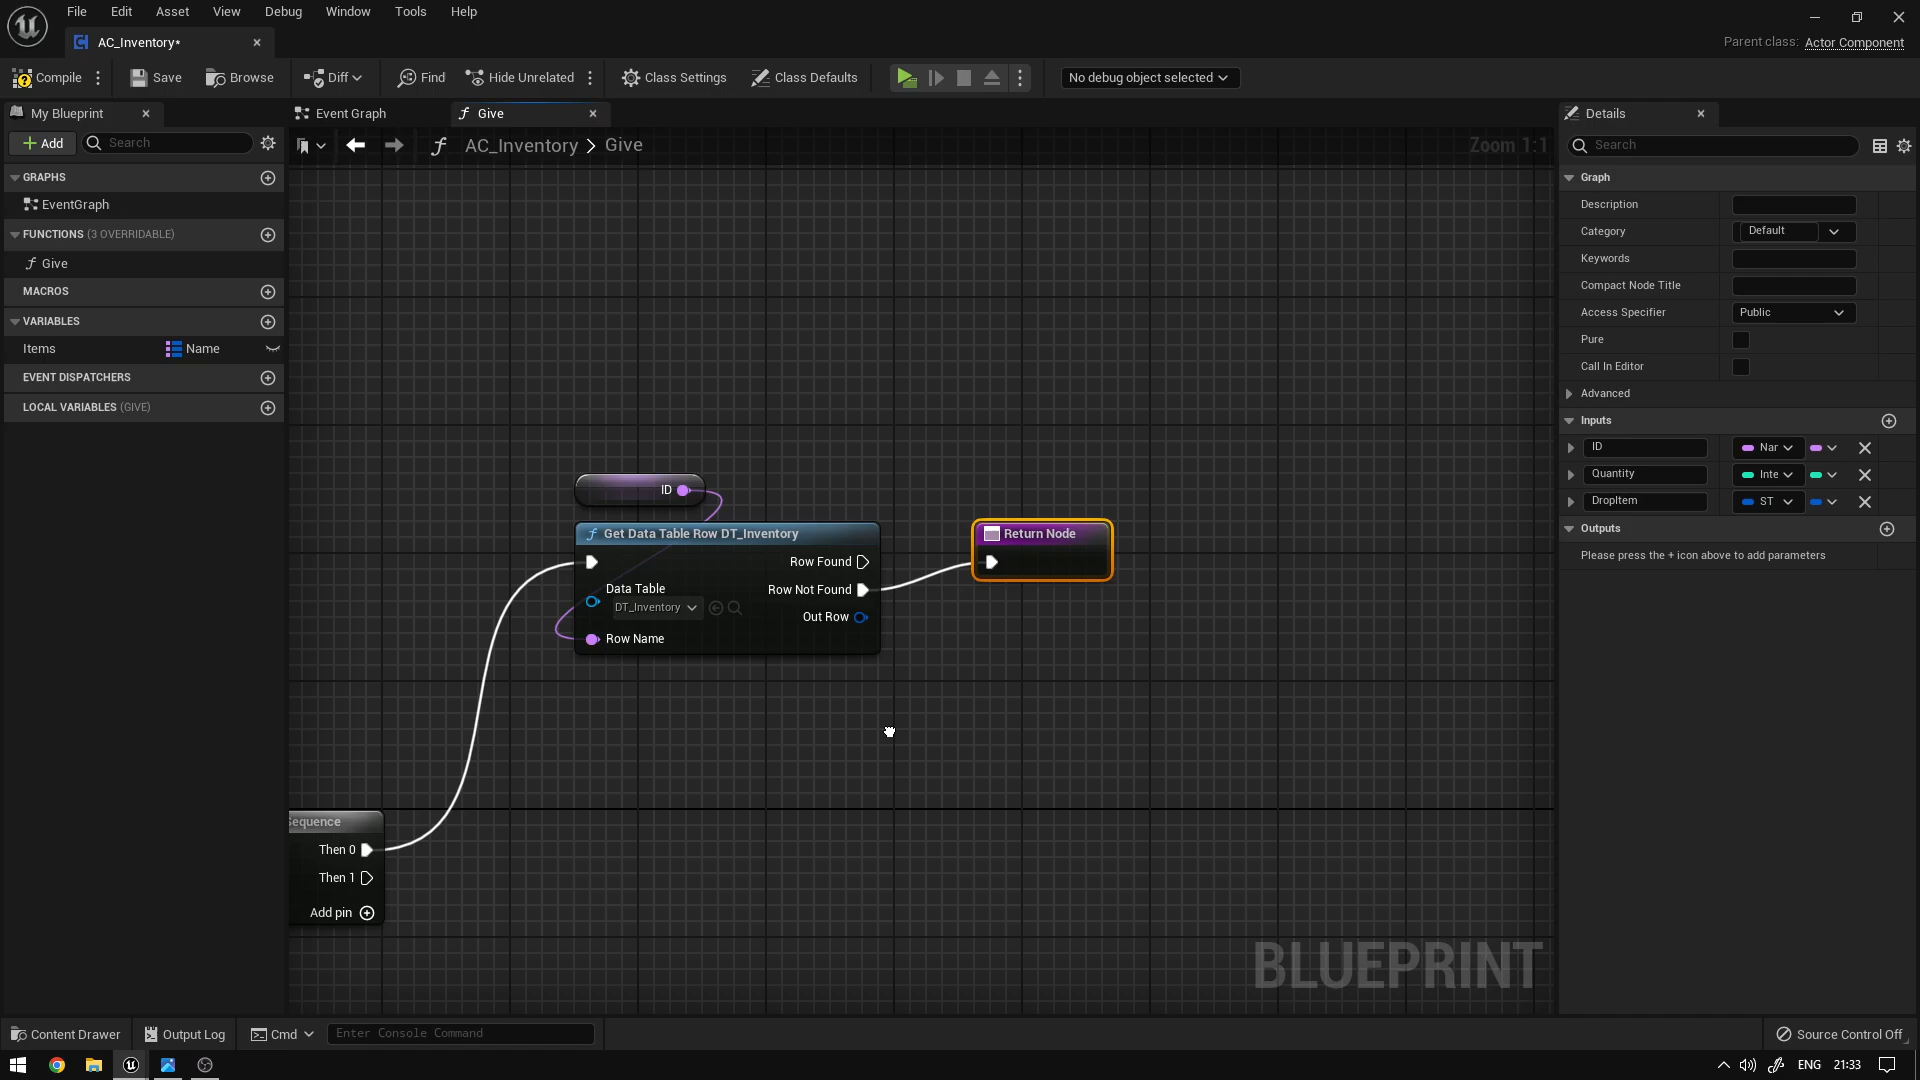 File Edit Asset View Debug Window Tools Help
AC_Inventory*
Parent class: Actor Component
Compile Save Browse Diff Find Hide Unrelated Class Settings Class Defaults No debug object selected
My Blueprint
Event Graph
Give
Details
Add Search
AC_Inventory > Give
Zoom 1:1
Search
GRAPHS
EventGraph
FUNCTIONS (3 OVERRIDABLE)
Give
MACROS
VARIABLES
Items Name
EVENT DISPATCHERS
LOCAL VARIABLES (GIVE)
ID
Get Data Table Row DT_Inventory
Row Found
Data Table
DT_Inventory
Row Not Found
Out Row
Row Name
Return Node
Sequence
Then 0
Then 1
Add pin
BLUEPRINT
Graph
Description
Category Default
Keywords
Compact Node Title
Access Specifier Public
Pure
Call In Editor
Advanced
Inputs
ID Nar
Quantity Inte
DropItem ST
Outputs
Please press the + icon above to add parameters
Content Drawer Output Log Cmd Enter Console Command Source Control Off
ENG 21:33